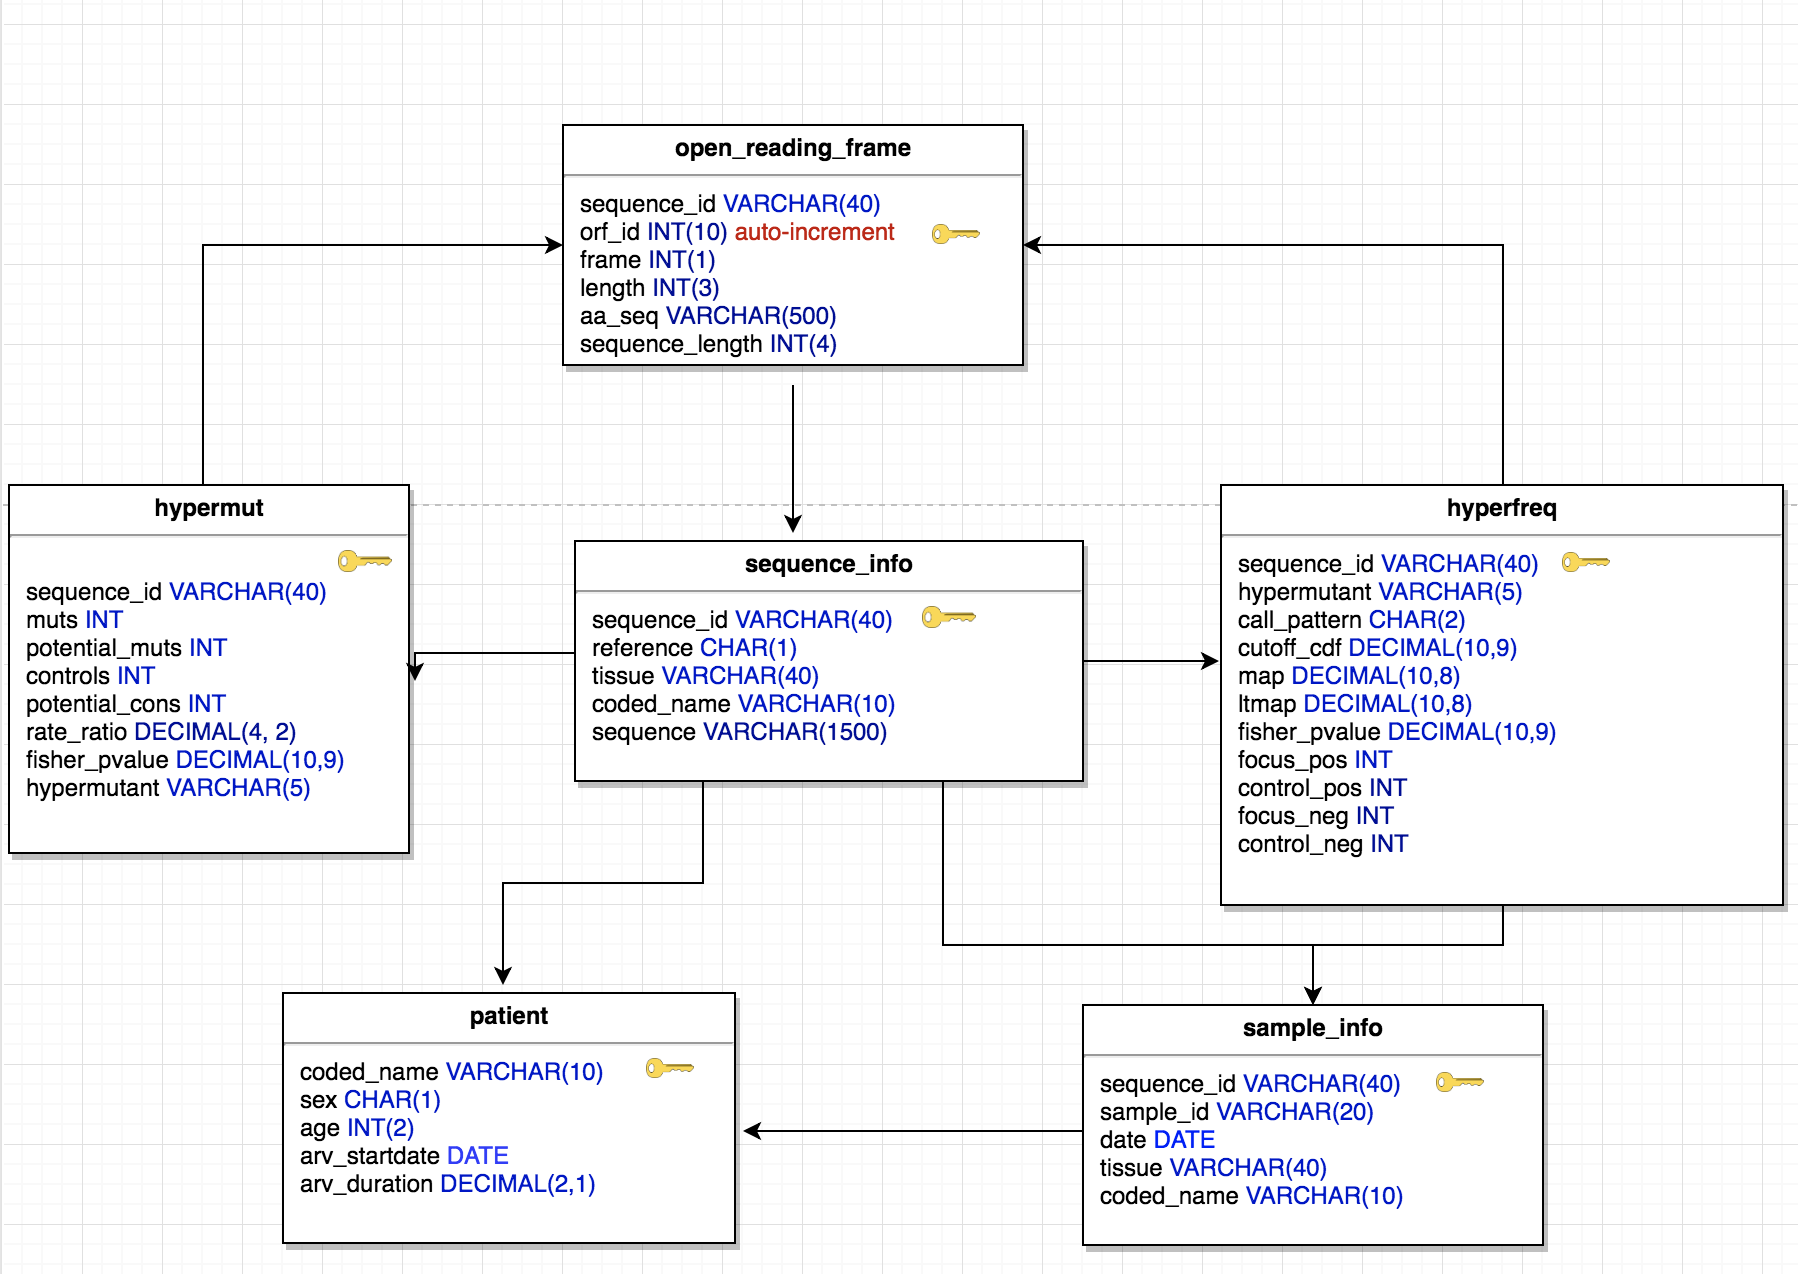 open_reading_frame
sequence_id VARCHAR(40)
orf_id INT(10) auto-increment
frame INT(1)
length INT(3)
aa_seq VARCHAR(500)
sequence_length INT(4)
hypermut
sequence_id VARCHAR(40)
muts INT
potential_muts INT
controls INT
potential_cons INT
rate_ratio DECIMAL(4, 2)
fisher_pvalue DECIMAL(10,9)
hypermutant VARCHAR(5)
sequence_info
sequence_id VARCHAR(40)
reference CHAR(1)
tissue VARCHAR(40)
coded_name VARCHAR(10)
sequence VARCHAR(1500)
hyperfreq
sequence_id VARCHAR(40)
hypermutant VARCHAR(5)
call_pattern CHAR(2)
cutoff_cdf DECIMAL(10,9)
map DECIMAL(10,8)
ltmap DECIMAL(10,8)
fisher_pvalue DECIMAL(10,9)
focus_pos INT
control_pos INT
focus_neg INT
control_neg INT
patient
coded_name VARCHAR(10)
sex CHAR(1)
age INT(2)
arv_startdate DATE
arv_duration DECIMAL(2,1)
sample_info
sequence_id VARCHAR(40)
sample_id VARCHAR(20)
date DATE
tissue VARCHAR(40)
coded_name VARCHAR(10)